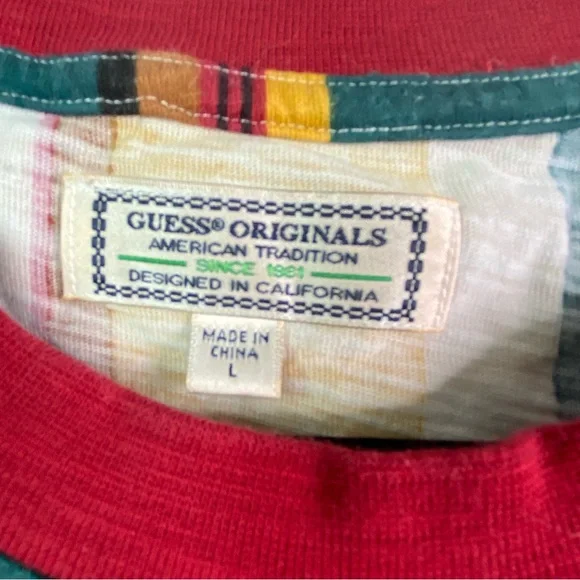 GUESS® ORIGINALS
AMERICAN TRADITION
SINCE 1981
DESIGNED IN CALIFORNIA
MADE IN
CHINA
L